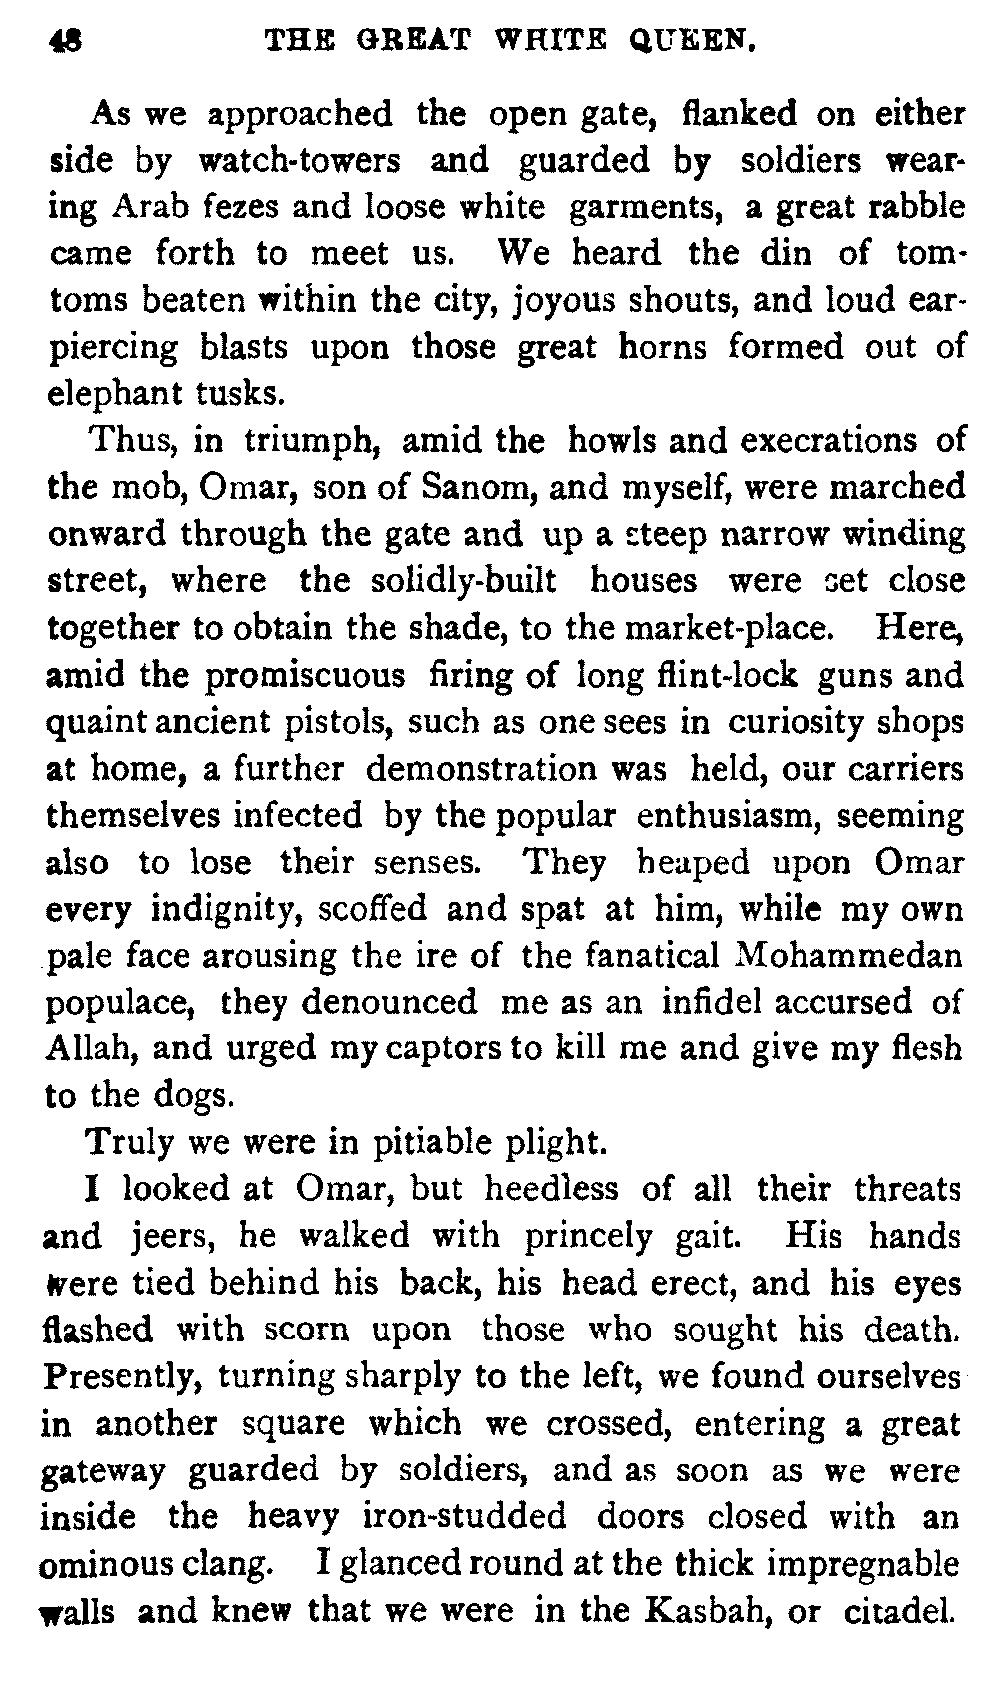 48 THE GREAT WHITE QUEEN.
As we approached the open gate, flanked on either
side by watch-towers and guarded by soldiers wear-
ing Arab fezes and loose white garments, a great rabble
came forth to meet us. We heard the din of tom-
toms beaten within the city, joyous shouts, and loud ear-
piercing blasts upon those great horns formed out of
elephant tusks.
Thus, in triumph, amid the howls and execrations of
the mob, Omar, son of Sanom, and myself, were marched
onward through the gate and up a steep narrow winding
street, where the solidly-built houses were set close
together to obtain the shade, to the market-place. Here,
amid the promiscuous firing of long flint-lock guns and
quaint ancient pistols, such as one sees in curiosity shops
at home, a further demonstration was held, our carriers
themselves infected by the popular enthusiasm, seeming
also to lose their senses. They heaped upon Omar
every indignity, scoffed and spat at him, while my own
pale face arousing the ire of the fanatical Mohammedan
populace, they denounced me as an infidel accursed of
Allah, and urged my captors to kill me and give my flesh
to the dogs.
Truly we were in pitiable plight.
I looked at Omar, but heedless of all their threats
and jeers, he walked with princely gait. His hands
were tied behind his back, his head erect, and his eyes
flashed with scorn upon those who sought his death.
Presently, turning sharply to the left, we found ourselves
in another square which we crossed, entering a great
gateway guarded by soldiers, and as soon as we were
inside the heavy iron-studded doors closed with an
ominous clang. I glanced round at the thick impregnable
walls and knew that we were in the Kasbah, or citadel.